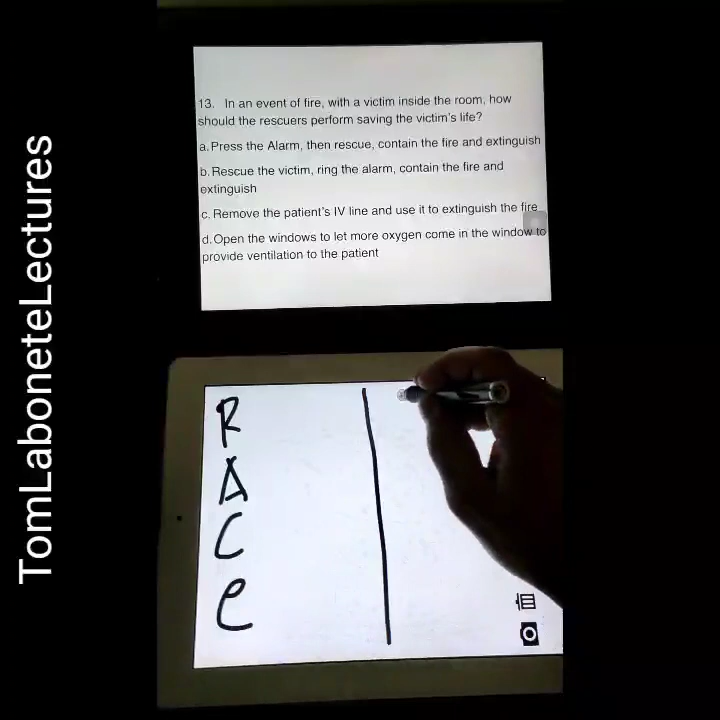 TomLaboneteLectures
13. In an event of fire, with a victim inside the room, how
should the rescuers perform saving the victim's life?
a. Press the Alarm, then rescue, contain the fire and extinguish
b. Rescue the victim, ring the alarm, contain the fire and
extinguish
c. Remove the patient's IV line and use it to extinguish the fire
d. Open the windows to let more oxygen come in the window to
provide ventilation to the patient
R
A
C
e